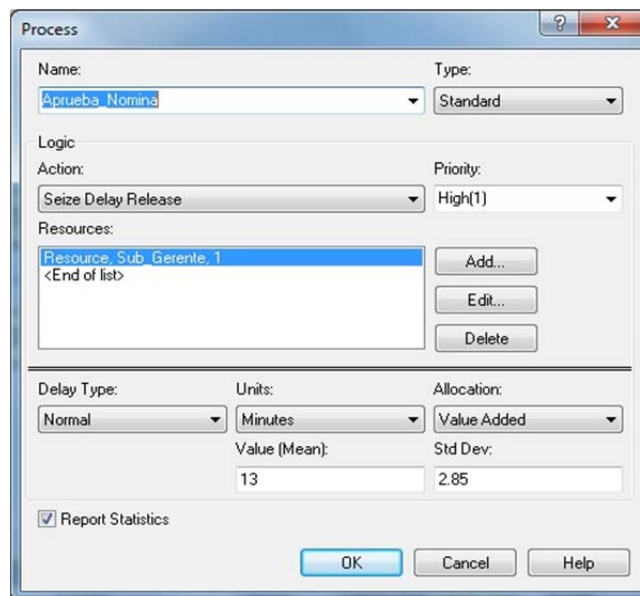 Process
Name:
Type:
Aprueba_Nomina
Standard
Logic
Action:
Priority:
Seize Delay Release
High(1)
Resources:
Resource, Sub_Gerente, 1
<End of list>
Add...
Edit...
Delete
Delay Type:
Units:
Allocation:
Normal
Minutes
Value Added
Value (Mean):
Std Dev:
13
2.85
Report Statistics
OK
Cancel
Help